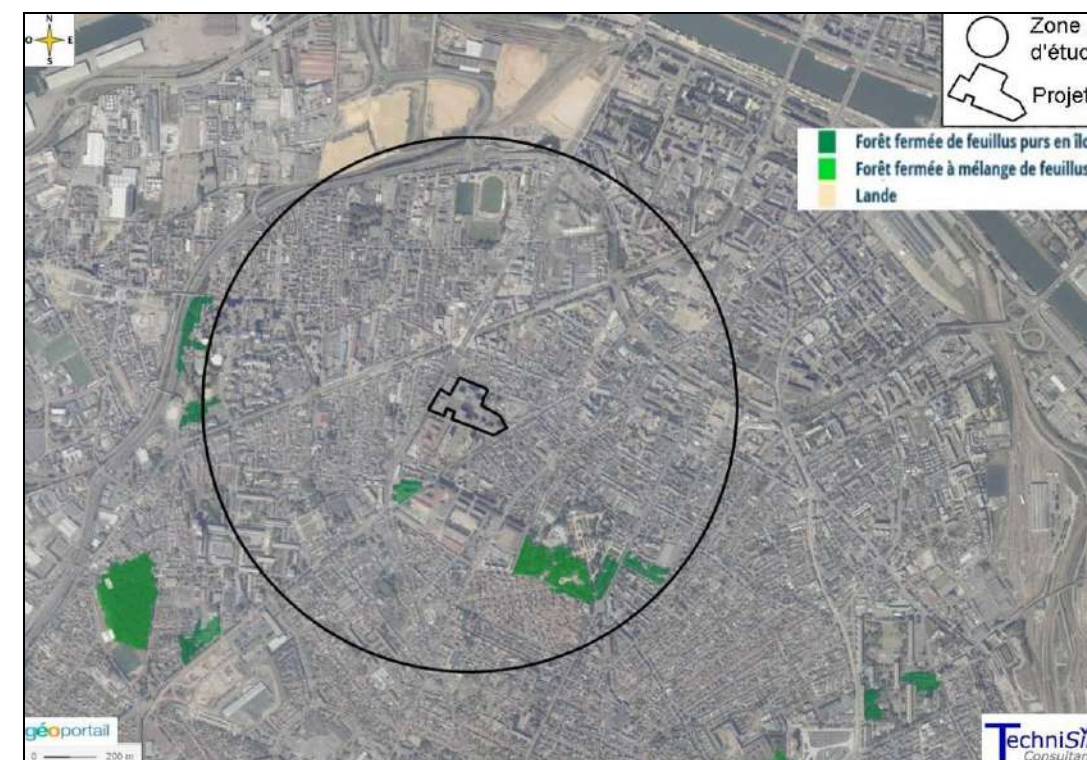 N
O E
S
Zone
d'étud
Projet
Forêt fermée de feuillus purs en îlo
Forêt fermée à mélange de feuillus
Lande
géoportail
0 200 m
TechniSi
Consultan